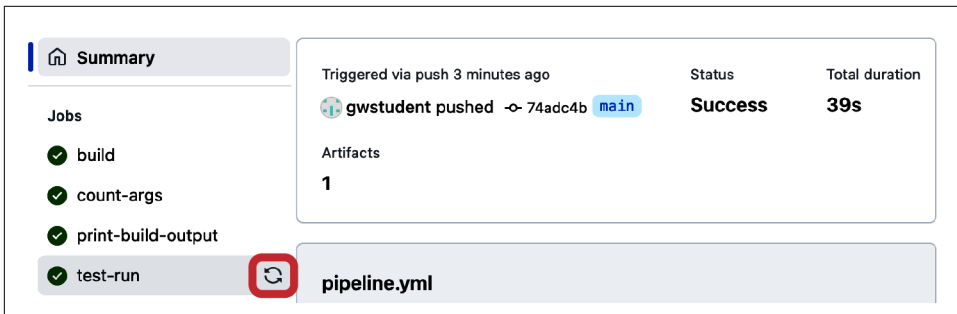 Summary
Jobs
build
count-args
print-build-output
test-run
Triggered via push 3 minutes ago
gwstudent pushed 74adc4b main
Status
Success
Total duration
39s
Artifacts
1
pipeline.yml